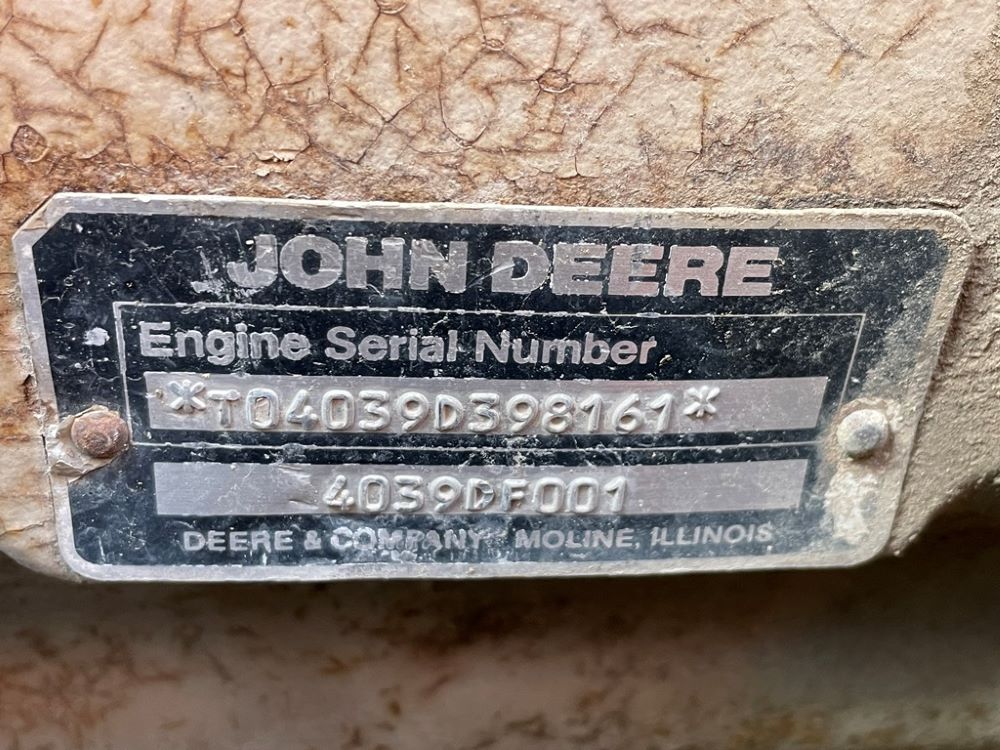 JOHN DEERE
Engine Serial Number
*T04039D398161*
4039DF001
DEERE & COMPANY MOLINE, ILLINOIS